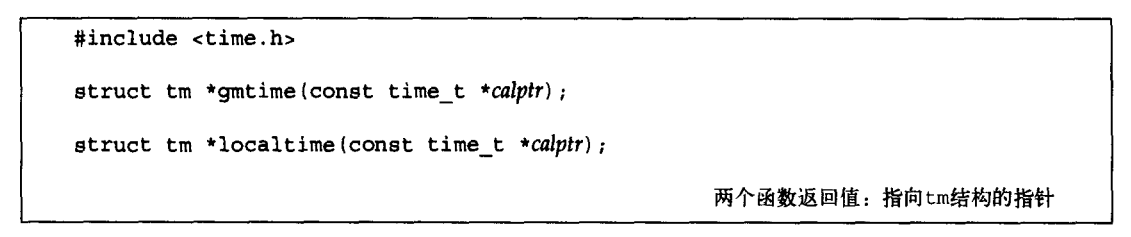 #include <time.h>
struct tm *gmtime(const time_t *calptr);
struct tm *localtime(const time_t *calptr);
两个函数返回值：指向tm结构的指针